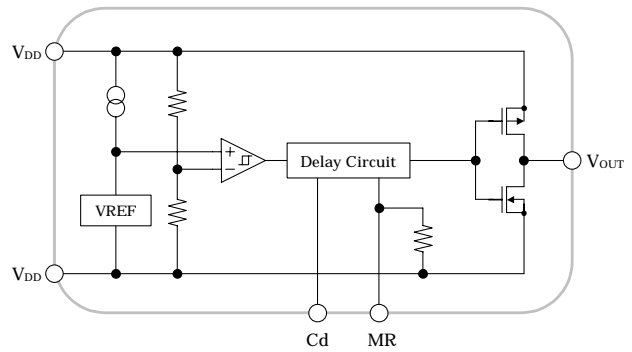 VDD
+
−
Delay Circuit
VOUT
VREF
VDD
Cd
MR